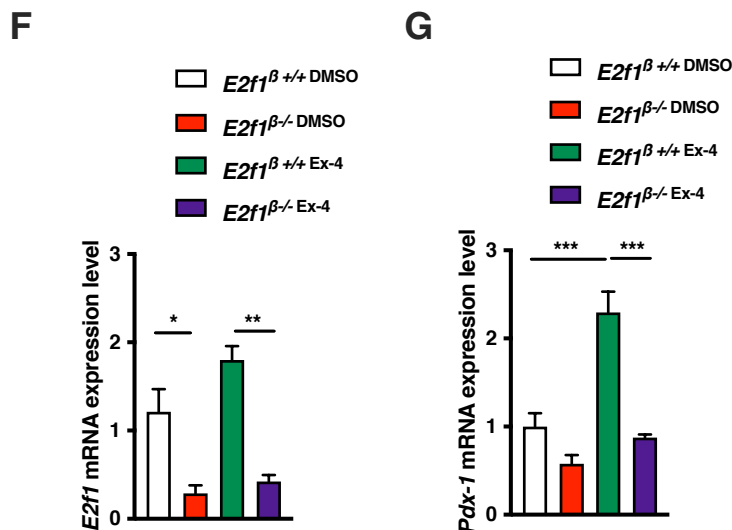 F
E2f1β +/+ DMSO
E2f1β-/- DMSO
E2f1β +/+ Ex-4
E2f1β-/- Ex-4
E2f1 mRNA expression level
3
2
1
0
*
**
G
E2f1β +/+ DMSO
E2f1β-/- DMSO
E2f1β +/+ Ex-4
E2f1β-/- Ex-4
Pdx-1 mRNA expression level
3
2
1
0
***
***